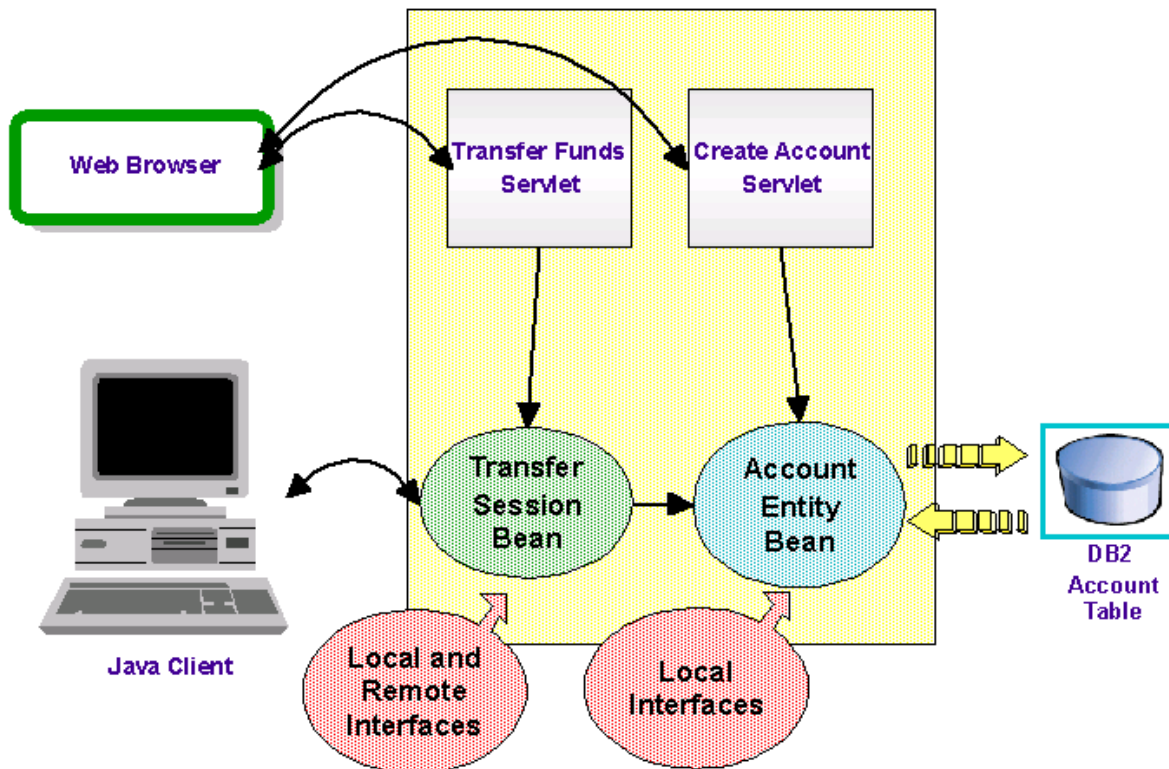 Web Browser
Transfer Funds
Servlet
Create Account
Servlet
Transfer
Session
Bean
Account
Entity
Bean
DB2
Account
Table
Java Client
Local and
Remote
Interfaces
Local
Interfaces